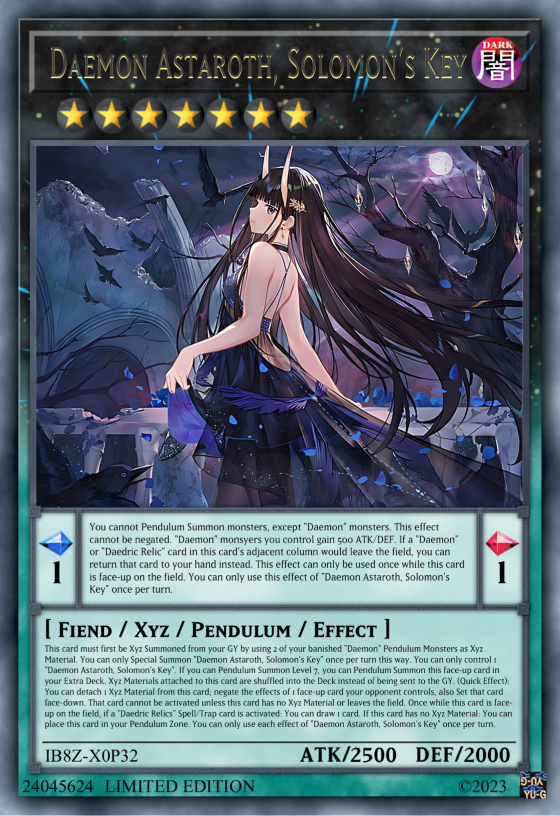 Daemon Astaroth, Solomon's Key
DARK
闇
You cannot Pendulum Summon monsters, except "Daemon" monsters. This effect
cannot be negated. "Daemon" monsyers you control gain 500 ATK/DEF. If a "Daemon"
or "Daedric Relic" card in this card's adjacent column would leave the field, you can
return that card to your hand instead. This effect can only be used once while this card
is face-up on the field. You can only use this effect of "Daemon Astaroth, Solomon's
Key" once per turn.
1
1
[ Fiend / Xyz / Pendulum / Effect ]
This card must first be Xyz Summoned from your GY by using 2 of your banished "Daemon" Pendulum Monsters as Xyz
Material. You can only Special Summon "Daemon Astaroth, Solomon's Key" once per turn this way. You can only control 1
"Daemon Astaroth, Solomon's Key". If you can Pendulum Summon Level 7, you can Pendulum Summon this face-up card in
your Extra Deck. Xyz Materials attached to this card are shuffled into the Deck instead of being sent to the GY. (Quick Effect):
You can detach 1 Xyz Material from this card; negate the effects of 1 face-up card your opponent controls, also Set that card
face-down. That card cannot be activated unless this card has no Xyz Material or leaves the field. Once while this card is face-
up on the field, if a "Daedric Relics" Spell/Trap card is activated: You can draw 1 card. If this card has no Xyz Material: You can
place this card in your Pendulum Zone. You can only use each effect of "Daemon Astaroth, Solomon's Key" once per turn.
IB8Z-X0P32
ATK/2500 DEF/2000
24045624 LIMITED EDITION
©2023
YU-G
YU-G